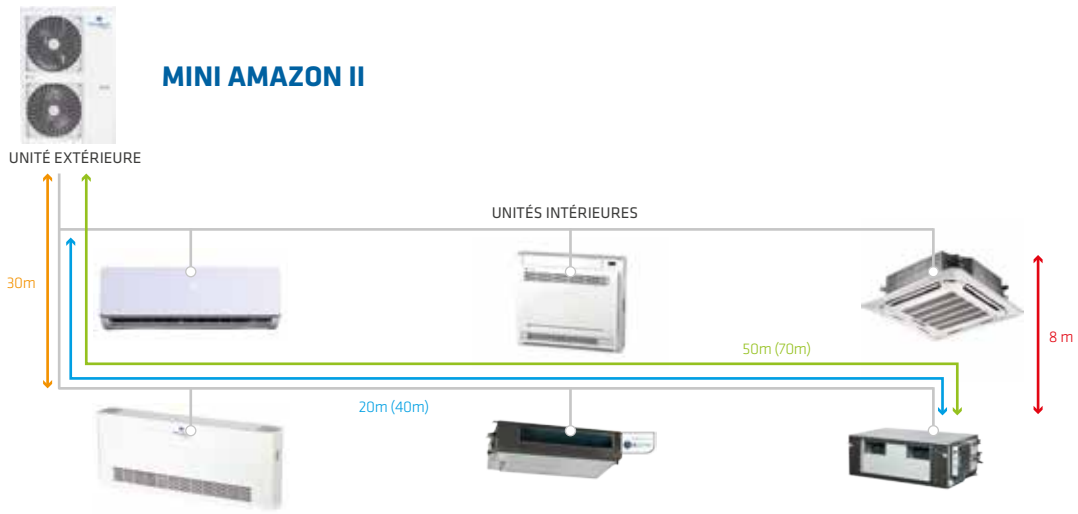 MINI AMAZON II
UNITÉ EXTÉRIEURE
UNITÉS INTÉRIEURES
30m
8 m
50m (70m)
20m (40m)